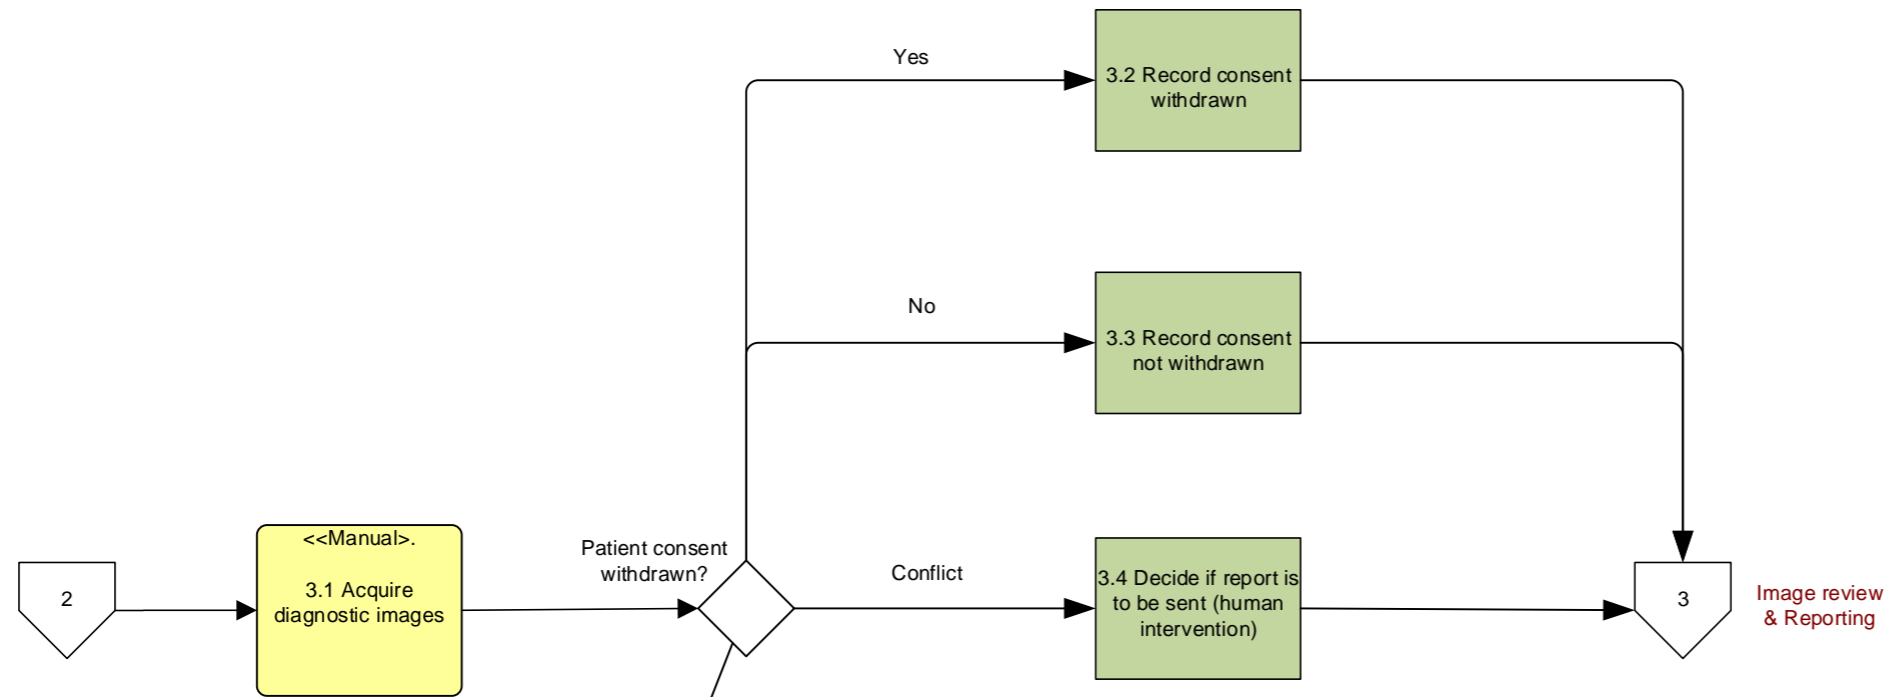 Yes
3.2 Record consent
withdrawn
No
3.3 Record consent
not withdrawn
2
<<Manual>.
3.1 Acquire
diagnostic images
Patient consent
withdrawn?
Conflict
3.4 Decide if report is
to be sent (human
intervention)
3
Image review
& Reporting